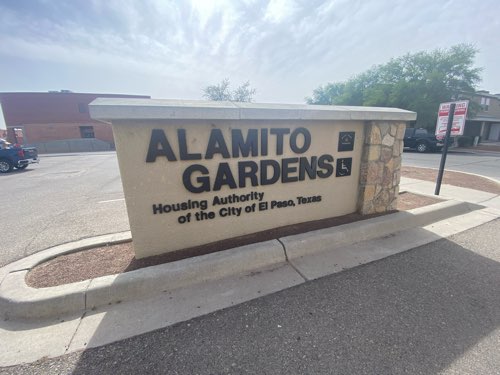 ALAMITO
GARDENS
Housing Authority
of the City of El Paso, Texas